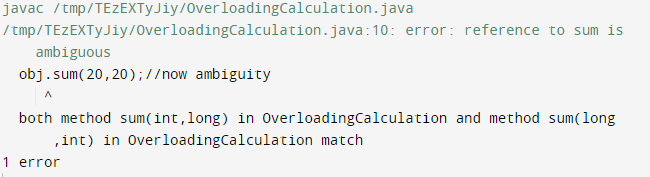 javac /tmp/TEzEXTyJiy/OverloadingCalculation.java
/tmp/TEzEXTyJiy/OverloadingCalculation.java:10: error: reference to sum is
ambiguous
obj.sum(20,20);//now ambiguity
^
both method sum(int,long) in OverloadingCalculation and method sum(long
,int) in OverloadingCalculation match
1 error